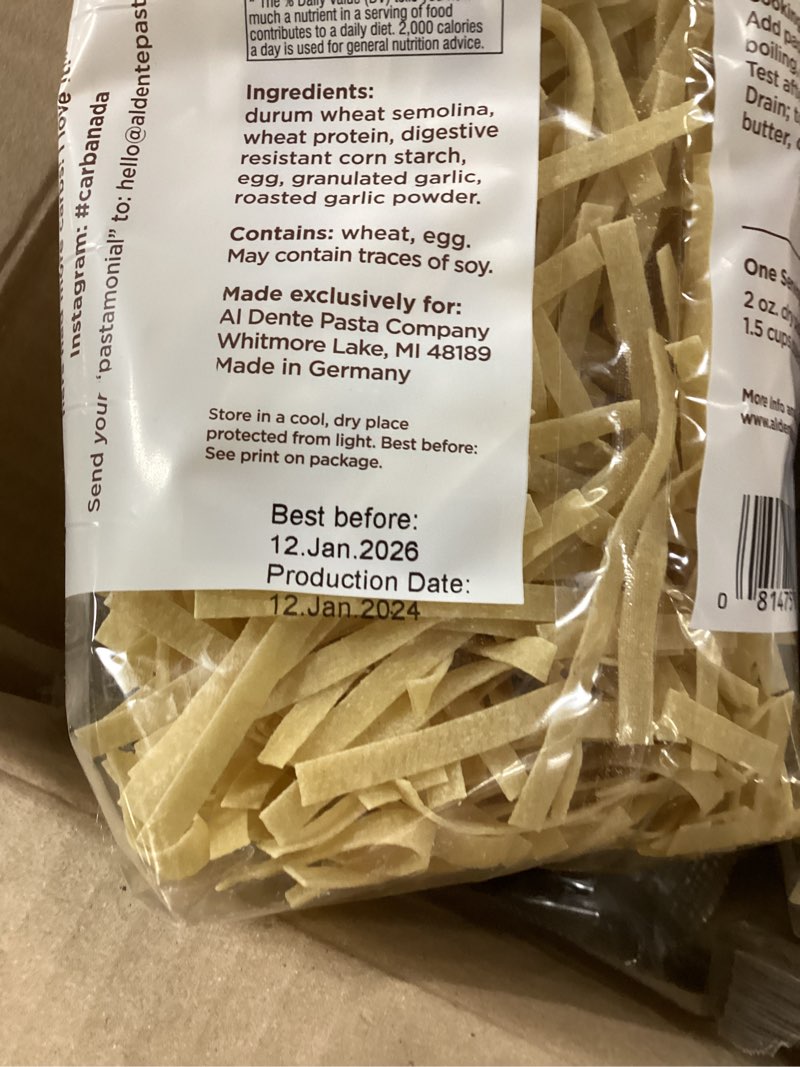 much a nutrient in a serving of food
contributes to a daily diet. 2,000 calories
a day is used for general nutrition advice.
Ingredients:
durum wheat semolina,
wheat protein, digestive
resistant corn starch,
egg, granulated garlic,
roasted garlic powder.
Contains: wheat, egg.
May contain traces of soy.
Made exclusively for:
Al Dente Pasta Company
Whitmore Lake, MI 48189
Made in Germany
Store in a cool, dry place
protected from light. Best before:
See print on package.
Best before:
12.Jan.2026
Production Date:
12.Jan.2024
Instagram: #carbanada
Send your 'pastamonial” to: hello@aldentepast
Add
boiling
Test
Drain;
butter,
One
2 oz.
1.5 cups
More Info
0 81475